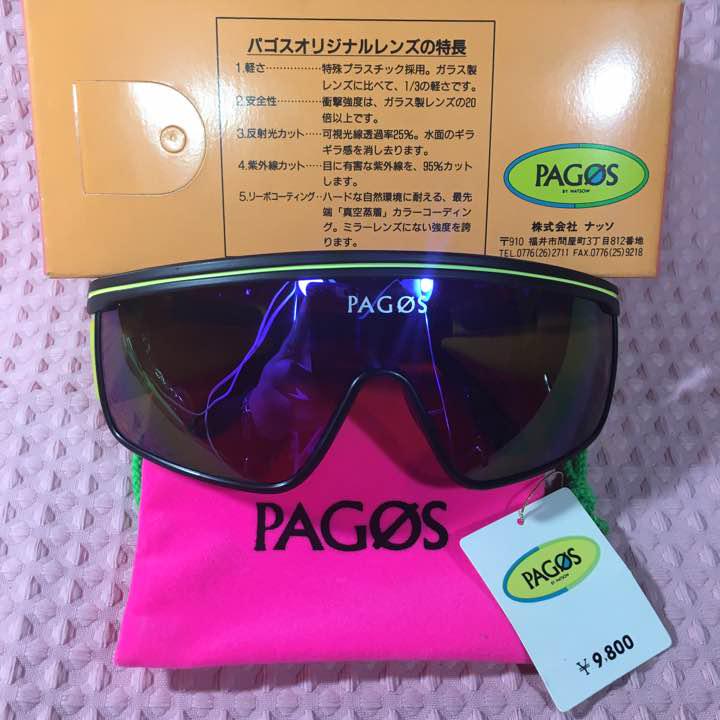 パゴスオリジナルレンズの特長
1.軽さ……………特殊プラスチック採用。ガラス製
レンズに比べて、1/3の軽さです。
2.安全性…………衝撃強度は、ガラス製レンズの20
倍以上です。
3.反射光カット……可視光線透過率25%。水面のギラ
ギラ感を消し去ります。
4.紫外線カット……目に有害な紫外線を、95%カット
します。
5.リーボコーティング…ハードな自然環境に耐える、最先
端「真空蒸着」カラーコーディン
グ。ミラーレンズにない強度を誇
ります。
PAGØS
BY WATSOW
株式会社 ナッソ
〒910 福井市問屋町3丁目812番地
TEL.0776(26)2711 FAX.0776(25)9218
PAGØS
PAGØS
PAGØS
BY WATSOW
¥9,800